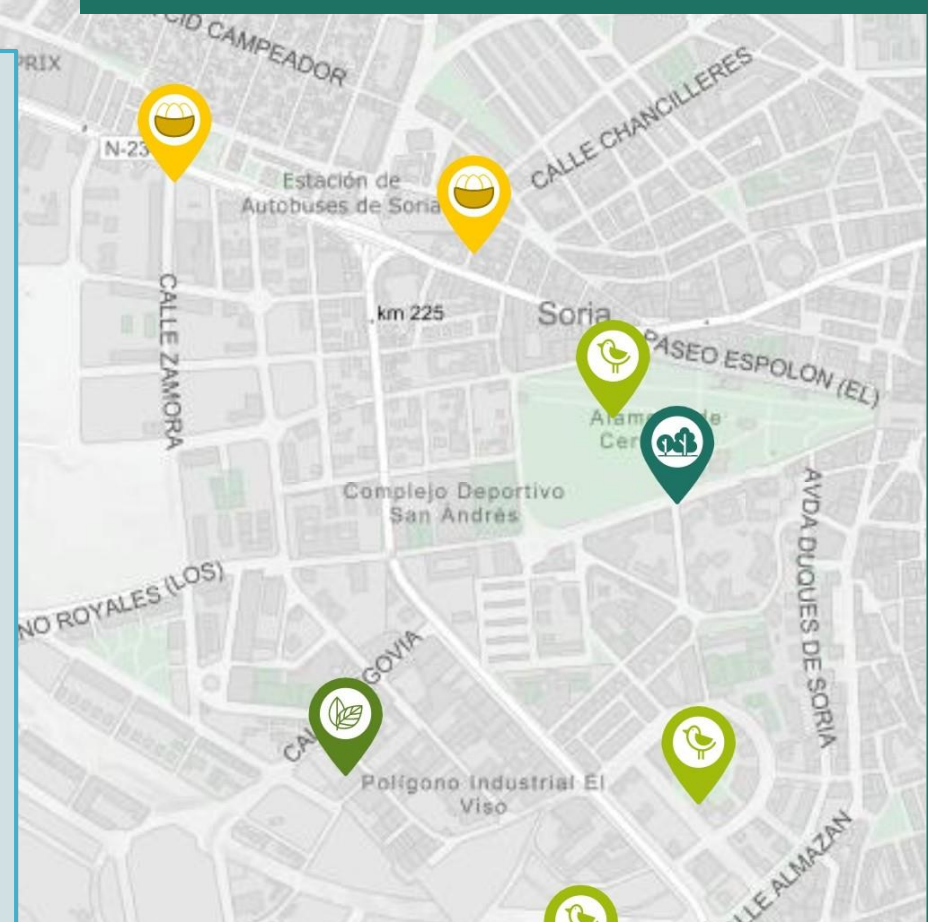 CID CAMPEADOR
PRIX
CALLE CHANCILLERES
N-23
Estación de
Autobuses de Soria
CALLE ZAMORA
km 225
Soria
PASEO ESPOLON (EL)
Complejo Deportivo
San Andrés
AVDA DUQUES DE SORIA
NO ROYALES (LOS)
GOVIA
Polígono Industrial El
Viso
LE ALMAZAN